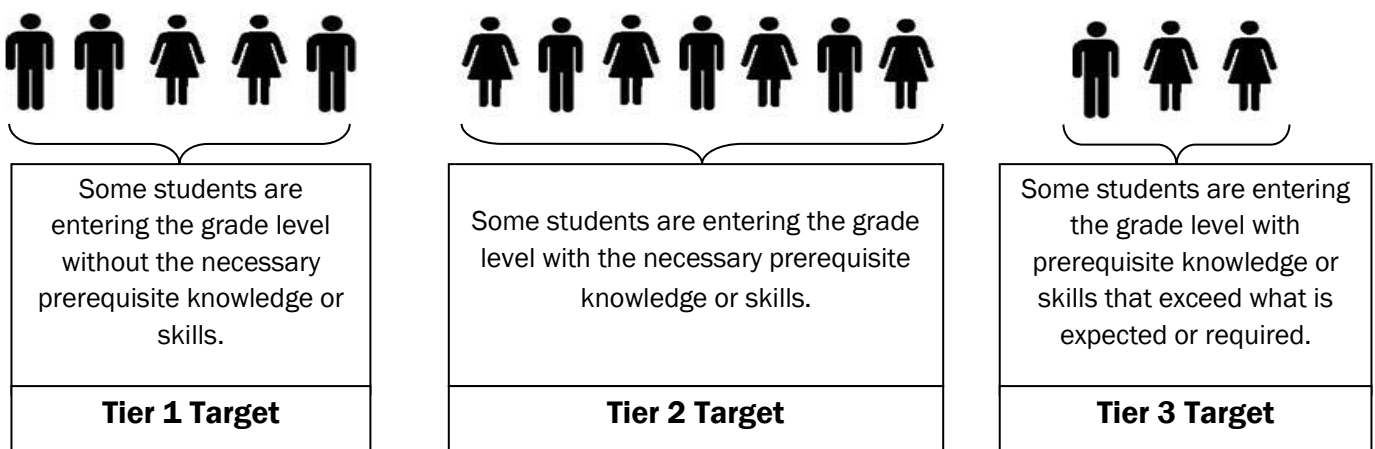 Some students are
entering the grade level
without the necessary
prerequisite knowledge or
skills.
Tier 1 Target
Some students are entering the grade
level with the necessary prerequisite
knowledge or skills.
Tier 2 Target
Some students are entering
the grade level with
prerequisite knowledge or
skills that exceed what is
expected or required.
Tier 3 Target